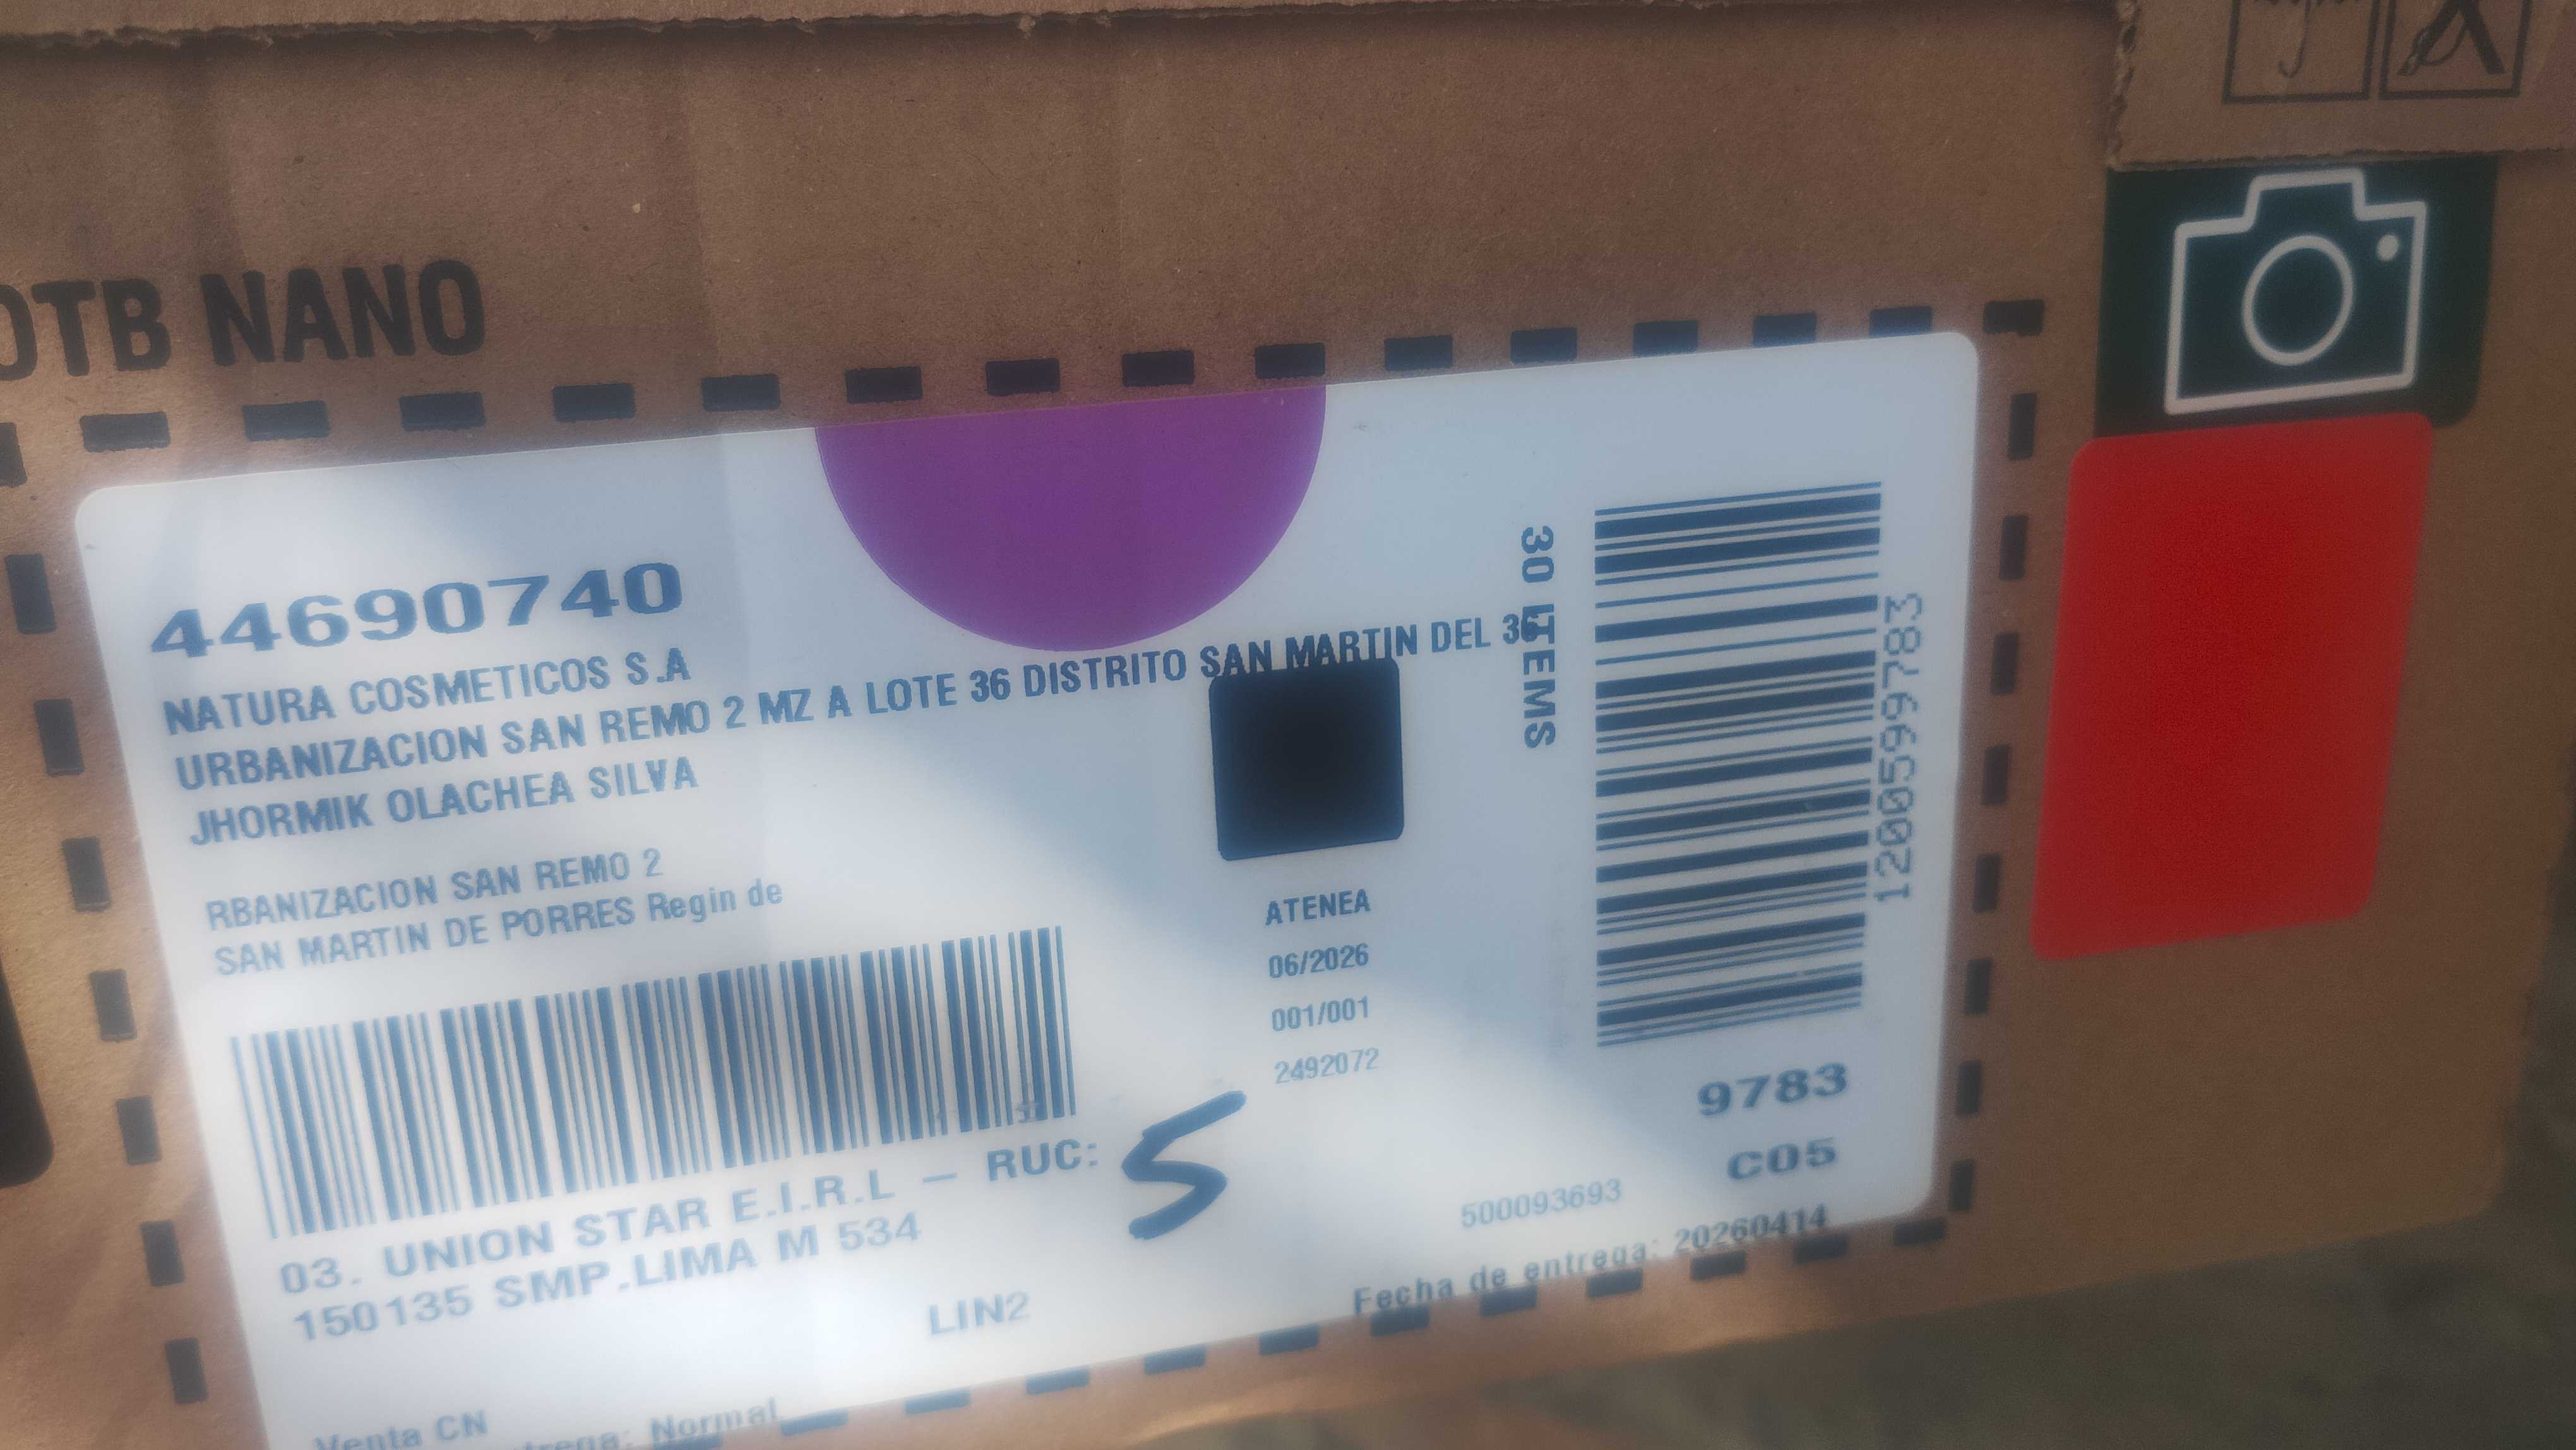 OTB NANO
44690740
NATURA COSMETICOS S.A
URBANIZACION SAN REMO 2 MZ A LOTE 36 DISTRITO SAN MARTIN DEL 36
JHORMIK OLACHEA SILVA
RBANIZACION SAN REMO 2
SAN MARTIN DE PORRES Regin de
03. UNION STAR E.I.R.L – RUC:
150135 SMP.LIMA M 534
LIN2
Venta CN
Normal
5
ATENEA
06/2026
001/001
2492072
30 ITEMS
12005999783
9783
C05
500093693
Fecha de entrega: 20260414